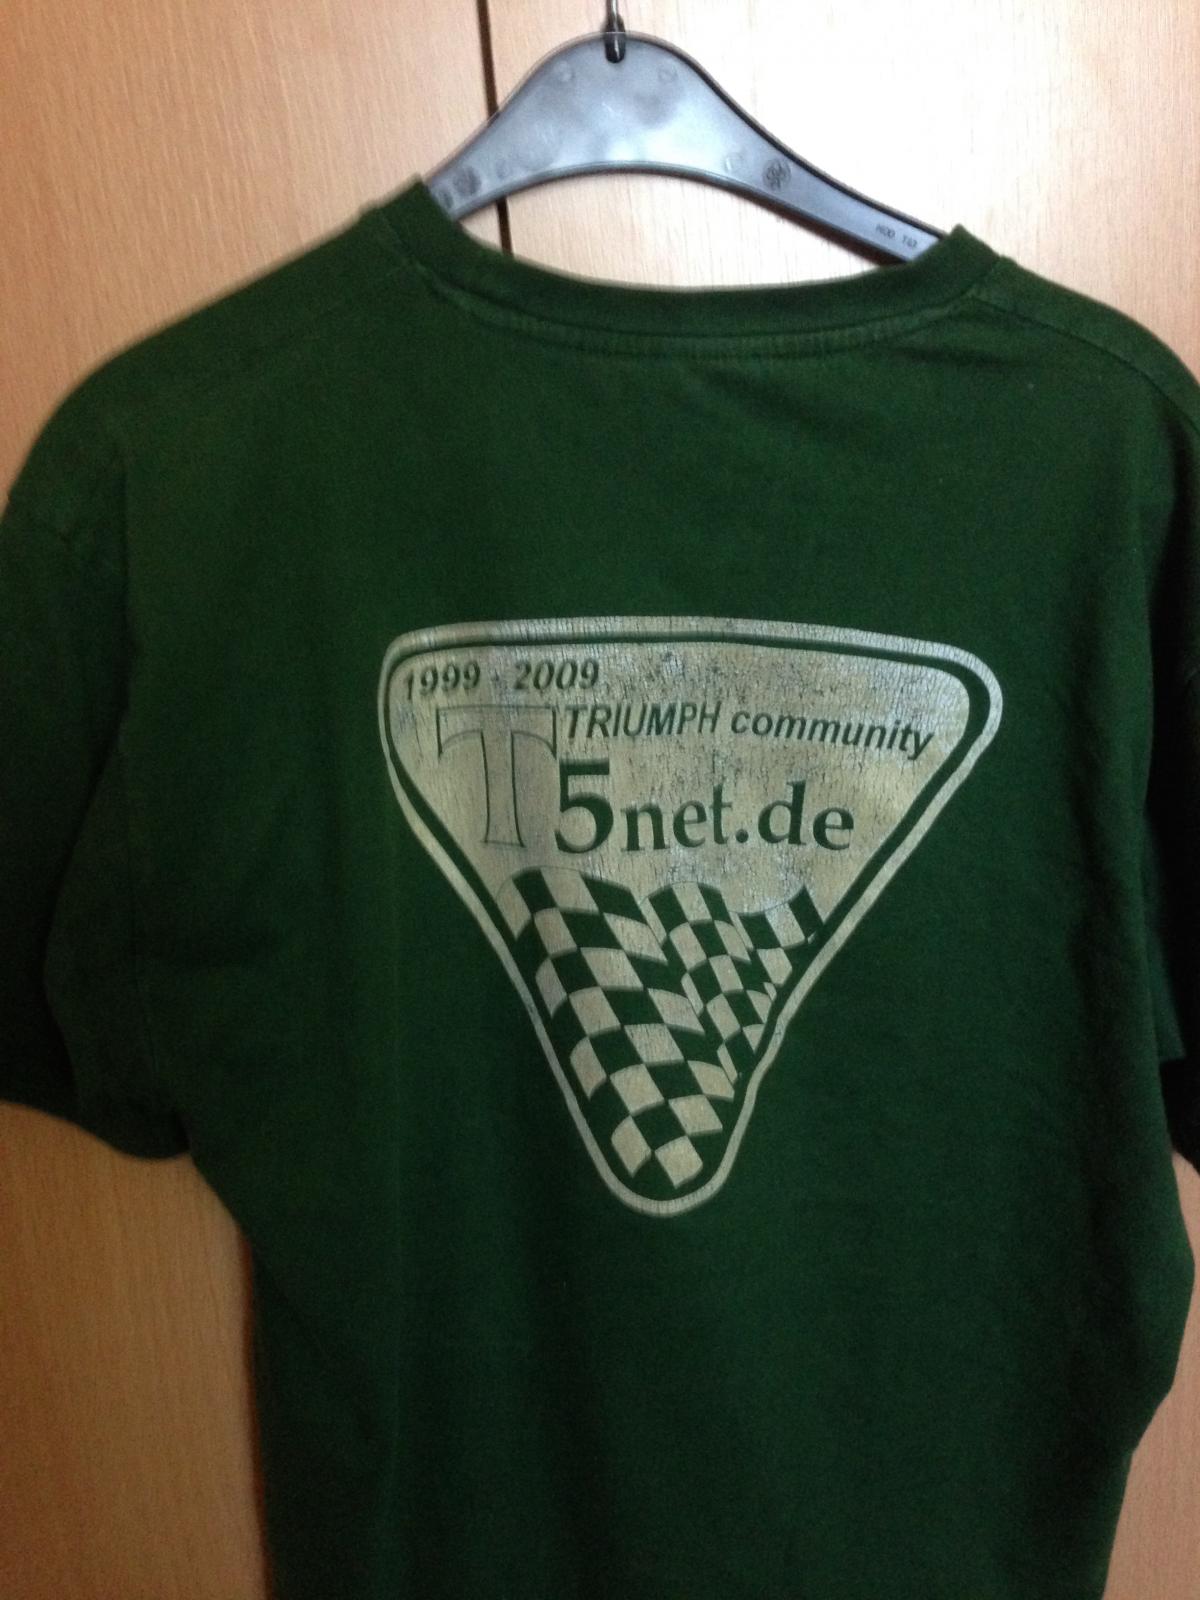 1999 - 2009
TRIUMPH community
T5net.de